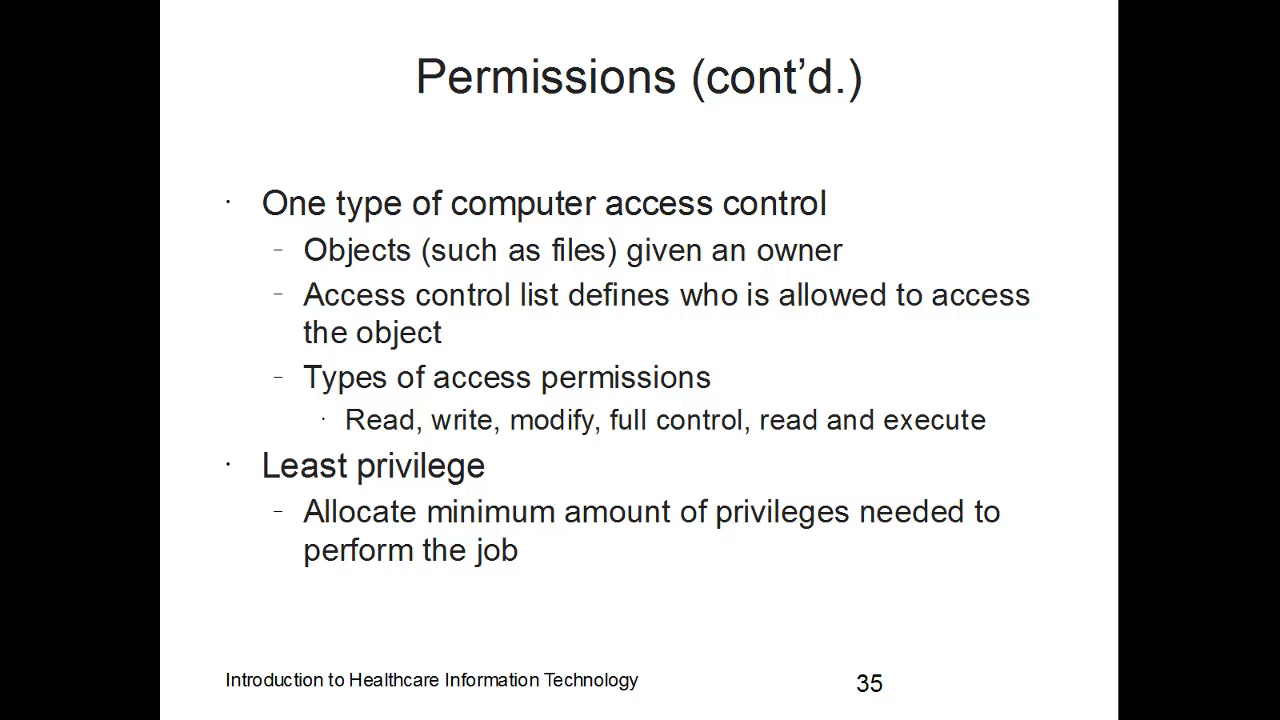 Permissions (cont’d.)
· One type of computer access control
– Objects (such as files) given an owner
– Access control list defines who is allowed to access
the object
– Types of access permissions
· Read, write, modify, full control, read and execute
· Least privilege
– Allocate minimum amount of privileges needed to
perform the job
Introduction to Healthcare Information Technology
35